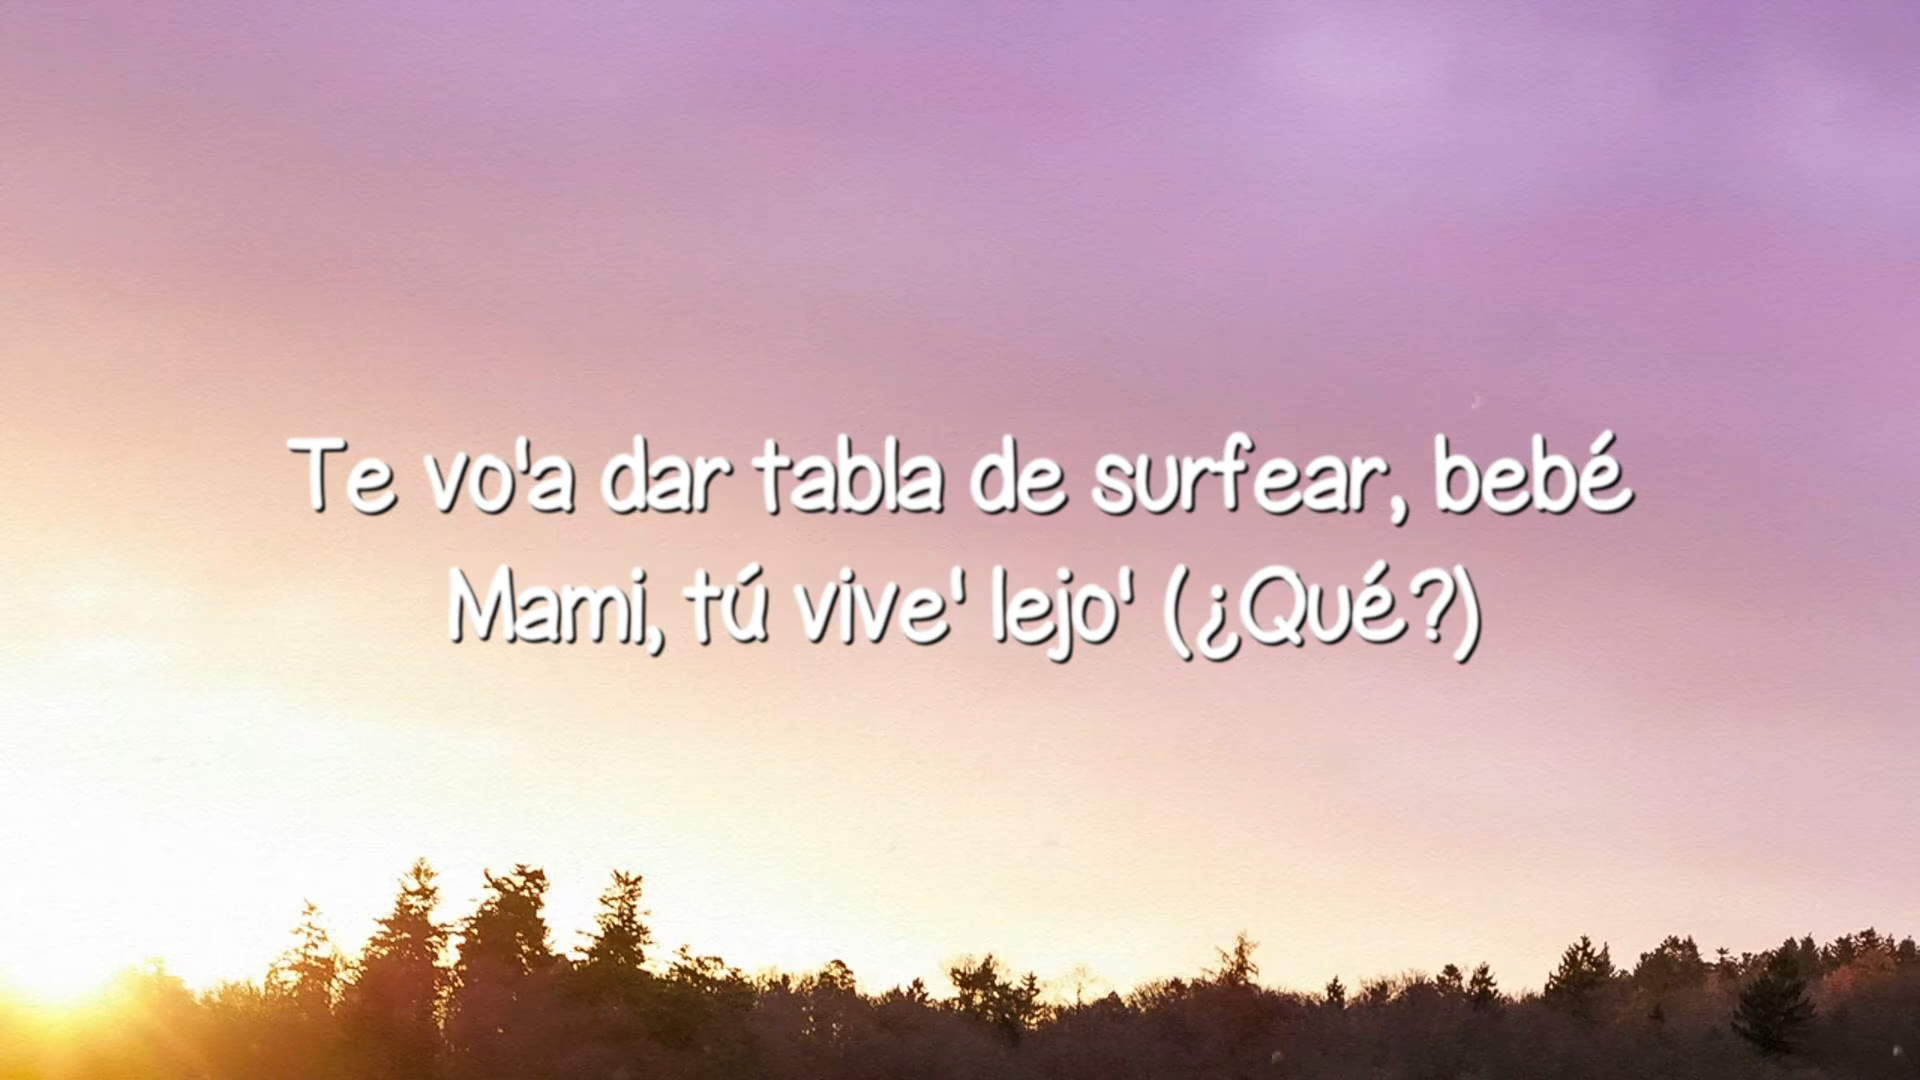 Te vo'a dar tabla de surfear, bebé
Mami, tú vive' lejo' (¿Qué?)